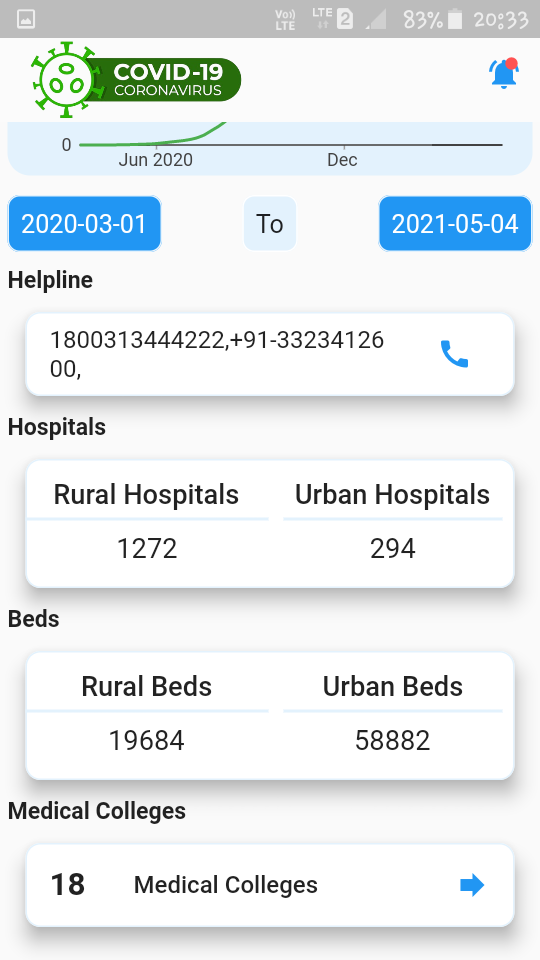 Vo))
LTE
LTE
2
83%
20:33
COVID-19
CORONAVIRUS
0
Jun 2020
Dec
2020-03-01
To
2021-05-04
Helpline
1800313444222,+91-33234126
00,
Hospitals
Rural Hospitals
Urban Hospitals
1272
294
Beds
Rural Beds
Urban Beds
19684
58882
Medical Colleges
18
Medical Colleges